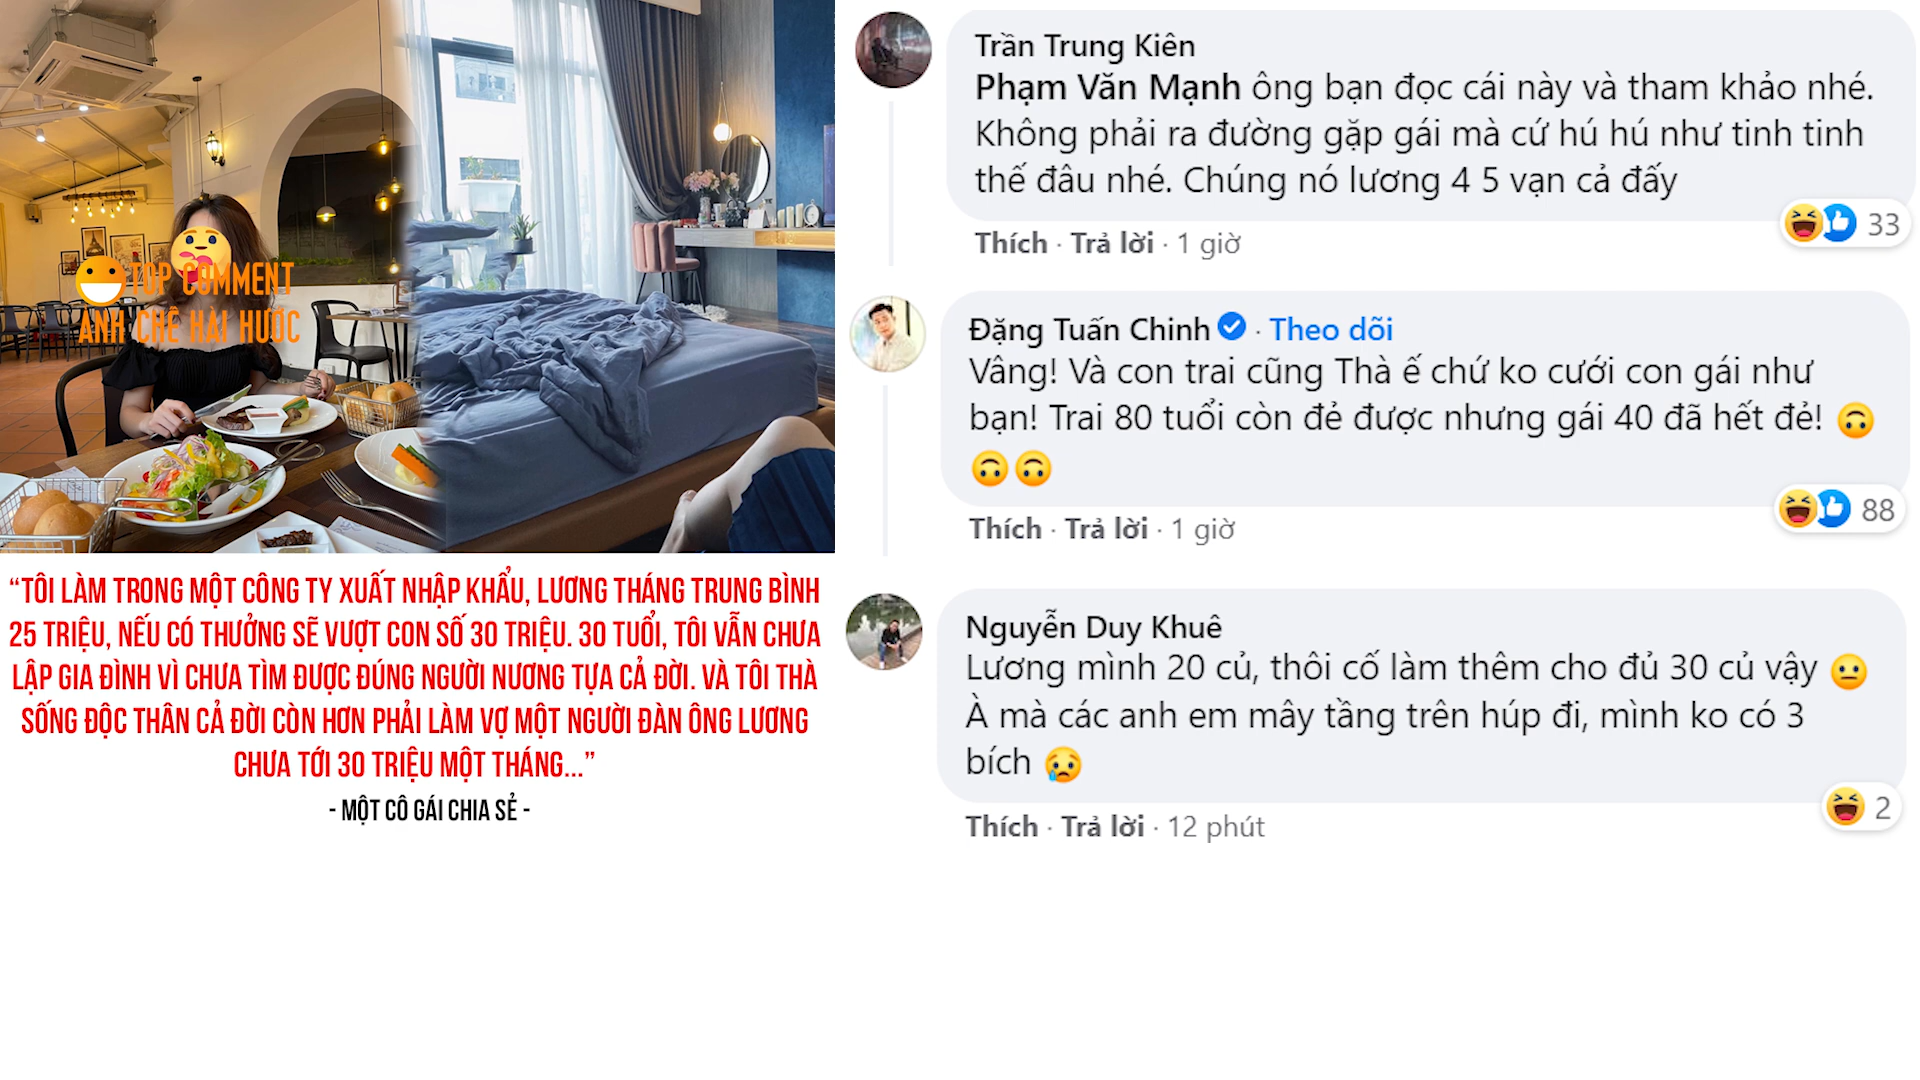 TOP COMMENT
ẢNH CHẾ HÀI HƯỚC
“TÔI LÀM TRONG MỘT CÔNG TY XUẤT NHẬP KHẨU, LƯƠNG THÁNG TRUNG BÌNH
25 TRIỆU, NẾU CÓ THƯỞNG SẼ VƯỢT CON SỐ 30 TRIỆU. 30 TUỔI, TÔI VẪN CHƯA
LẬP GIA ĐÌNH VÌ CHƯA TÌM ĐƯỢC ĐÚNG NGƯỜI NƯƠNG TỰA CẢ ĐỜI. VÀ TÔI THÀ
SỐNG ĐỘC THÂN CẢ ĐỜI CÒN HƠN PHẢI LÀM VỢ MỘT NGƯỜI ĐÀN ÔNG LƯƠNG
CHƯA TỚI 30 TRIỆU MỘT THÁNG...”
- MỘT CÔ GÁI CHIA SẺ -
Trần Trung Kiên
Phạm Văn Mạnh ông bạn đọc cái này và tham khảo nhé.
Không phải ra đường gặp gái mà cứ hú hú như tinh tinh
thế đâu nhé. Chúng nó lương 4 5 vạn cả đấy
33
Thích · Trả lời · 1 giờ
Đặng Tuấn Chinh · Theo dõi
Vâng! Và con trai cũng Thà ế chứ ko cưới con gái như
bạn! Trai 80 tuổi còn đẻ được nhưng gái 40 đã hết đẻ! 🙃
🙃🙃
88
Thích · Trả lời · 1 giờ
Nguyễn Duy Khuê
Lương mình 20 củ, thôi cố làm thêm cho đủ 30 củ vậy 😐
À mà các anh em mây tầng trên húp đi, mình ko có 3
bích 😥
2
Thích · Trả lời · 12 phút